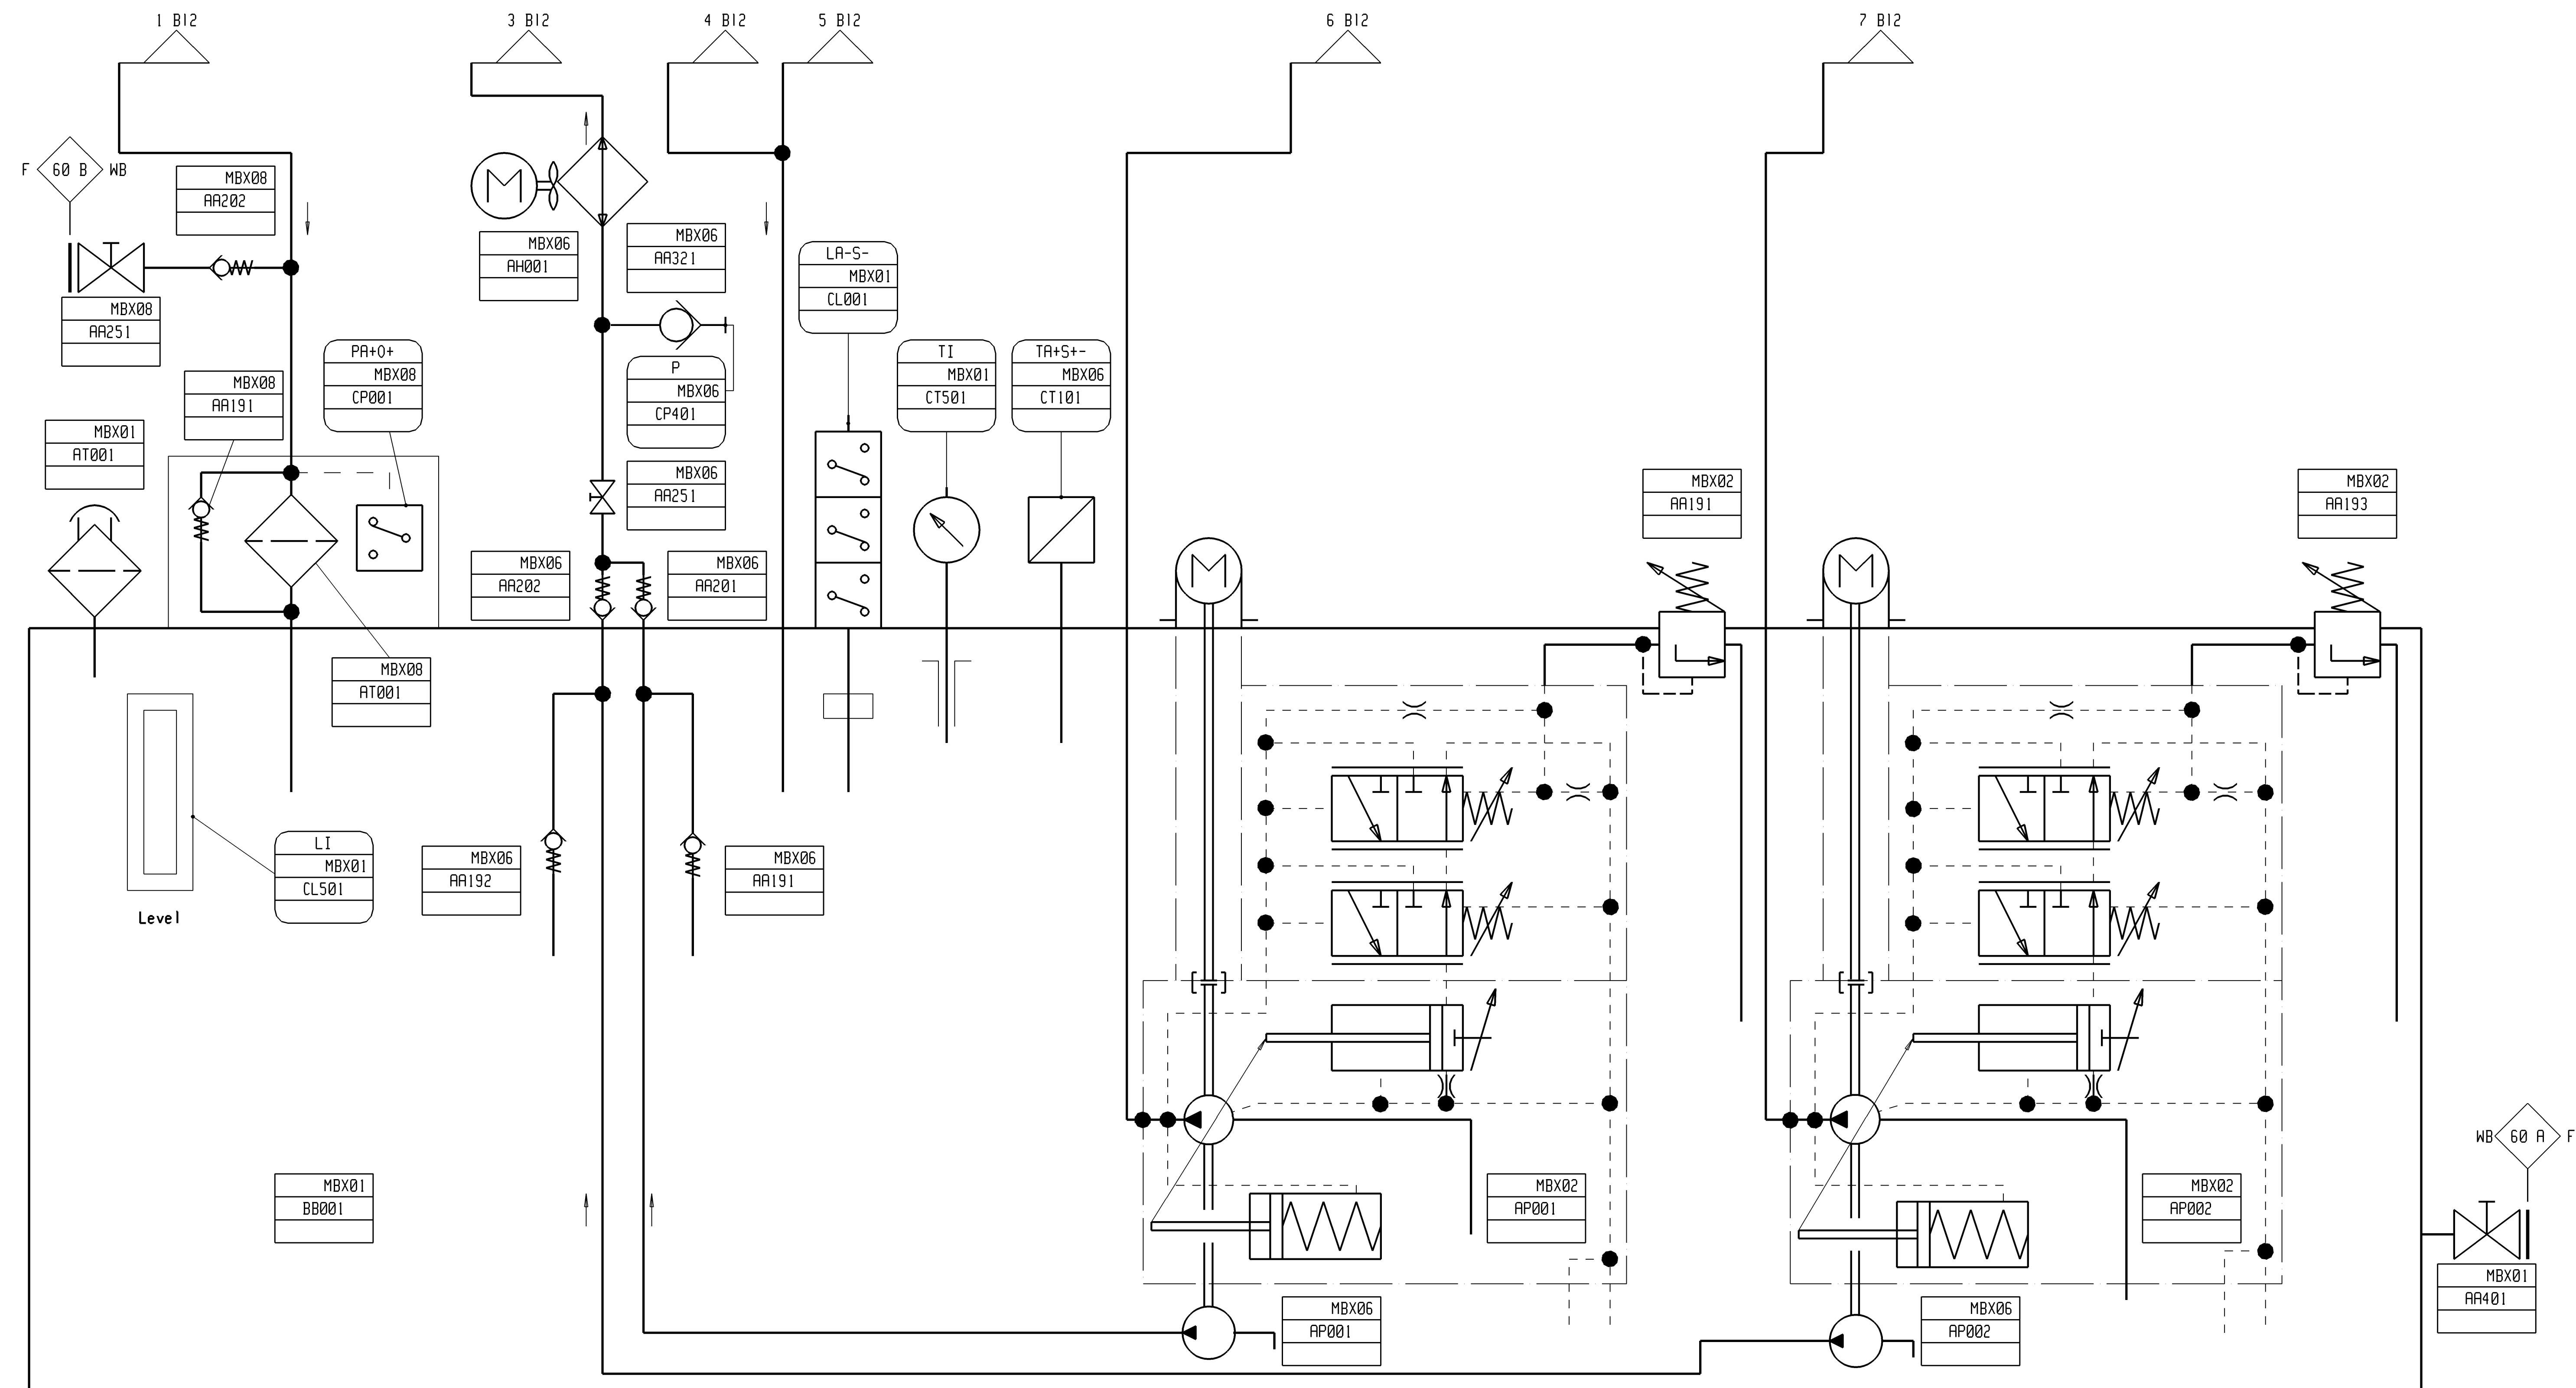 1 B12
3 B12
4 B12
5 B12
6 B12
7 B12
F 60 B WB
MBX08
AA202
MBX08
AA251
MBX06
AH001
MBX06
AA321
LA-S-
MBX01
CL001
PA+O+
MBX08
CP001
P
MBX06
CP401
TI
MBX01
CT501
TA+S+-
MBX06
CT101
MBX08
AA191
MBX01
AT001
MBX06
AA251
MBX02
AA191
MBX02
AA193
M
M
M
MBX06
AA202
MBX06
AA201
MBX08
AT001
LI
MBX01
CL501
Level
MBX06
AA192
MBX06
AA191
MBX01
BB001
MBX02
AP001
MBX02
AP002
WB 60 A F
MBX06
AP001
MBX06
AP002
MBX01
AA401